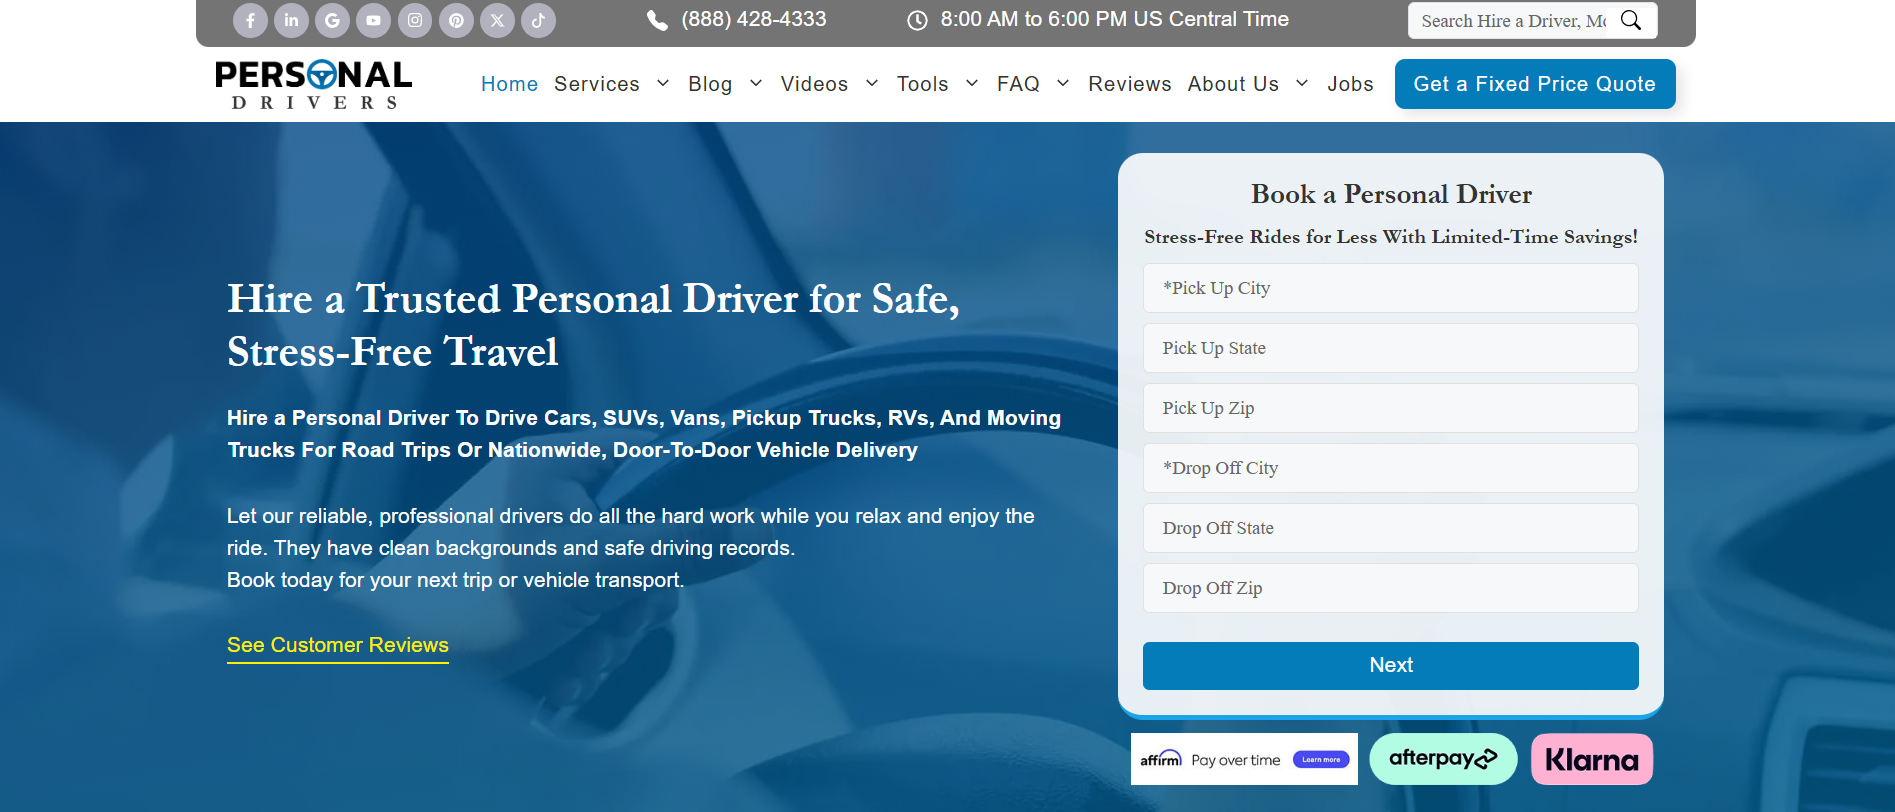 (888) 428-4333
8:00 AM to 6:00 PM US Central Time
Search Hire a Driver, Mo
PERSONAL
DRIVERS
Home Services Blog Videos Tools FAQ Reviews About Us Jobs Get a Fixed Price Quote
Hire a Trusted Personal Driver for Safe,
Stress-Free Travel
Hire a Personal Driver To Drive Cars, SUVs, Vans, Pickup Trucks, RVs, And Moving
Trucks For Road Trips Or Nationwide, Door-To-Door Vehicle Delivery
Let our reliable, professional drivers do all the hard work while you relax and enjoy the
ride. They have clean backgrounds and safe driving records.
Book today for your next trip or vehicle transport.
See Customer Reviews
Book a Personal Driver
Stress-Free Rides for Less With Limited-Time Savings!
*Pick Up City
Pick Up State
Pick Up Zip
*Drop Off City
Drop Off State
Drop Off Zip
Next
affirm Pay over time Learn more
afterpay
Klarna